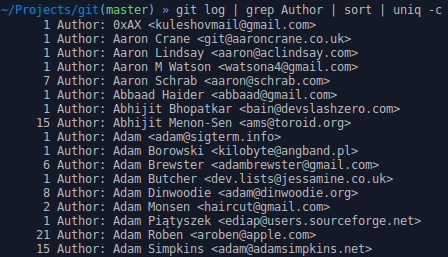 ~/Projects/git(master) » git log | grep Author | sort | uniq -c
1 Author: 0xAX <kuleshovmail@gmail.com>
1 Author: Aaron Crane <git@aaroncrane.co.uk>
1 Author: Aaron Lindsay <aaron@aclindsay.com>
1 Author: Aaron M Watson <watsona4@gmail.com>
7 Author: Aaron Schrab <aaron@schrab.com>
1 Author: Abbaad Haider <abbaad@gmail.com>
1 Author: Abhijit Bhopatkar <bain@devslashzero.com>
15 Author: Abhijit Menon-Sen <ams@toroid.org>
1 Author: Adam <adam@sigterm.info>
1 Author: Adam Borowski <kilobyte@angband.pl>
6 Author: Adam Brewster <adambrewster@gmail.com>
1 Author: Adam Butcher <dev.lists@jessamine.co.uk>
8 Author: Adam Dinwoodie <adam@dinwoodie.org>
2 Author: Adam Monsen <haircut@gmail.com>
1 Author: Adam Piątyszek <ediap@users.sourceforge.net>
21 Author: Adam Roben <aroben@apple.com>
15 Author: Adam Simpkins <adam@adamsimpkins.net>